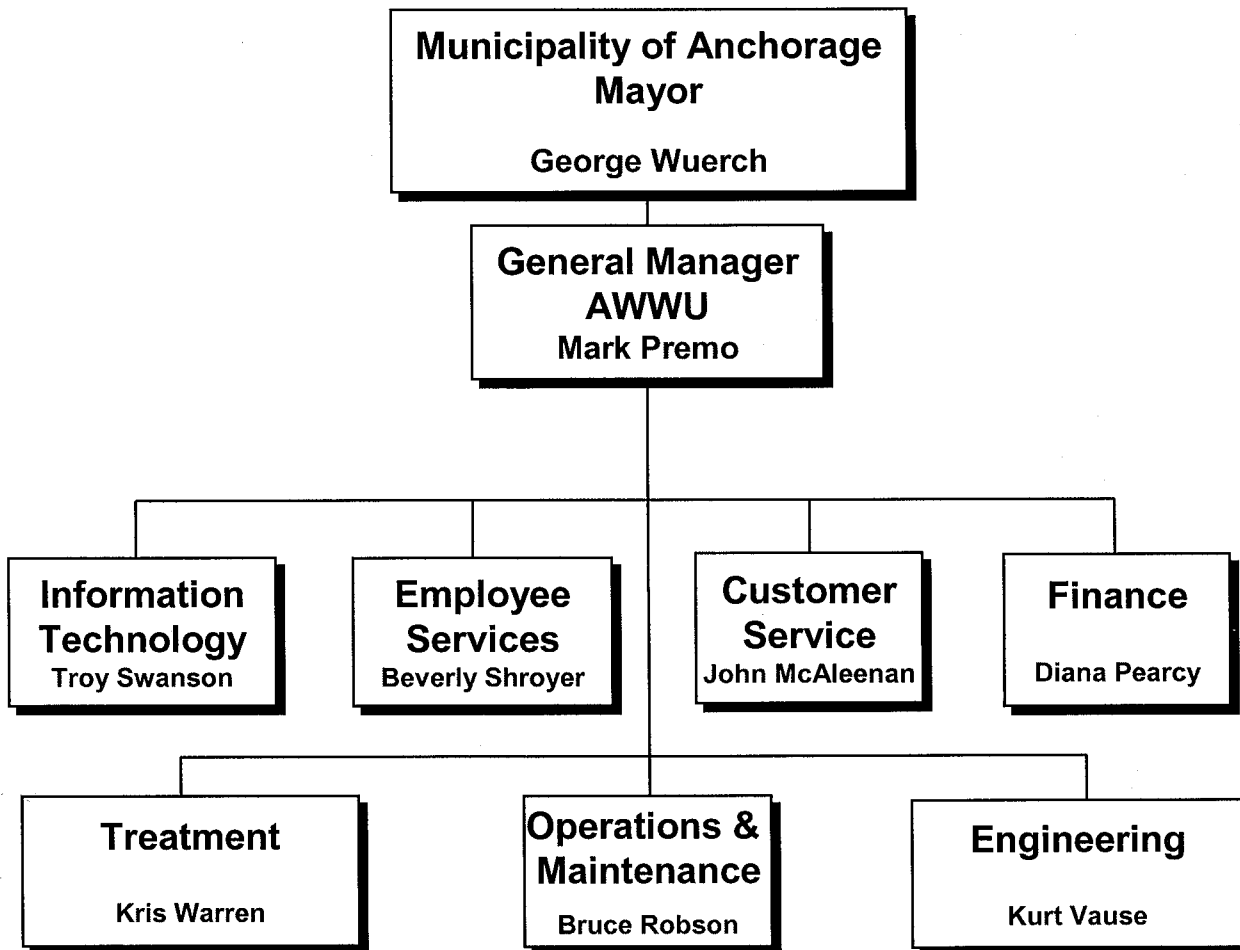 Municipality of Anchorage
Mayor
George Wuerch
General Manager
AWWU
Mark Premo
Information
Technology
Troy Swanson
Employee
Services
Beverly Shroyer
Customer
Service
John McAleenan
Finance
Diana Pearcy
Treatment
Kris Warren
Operations &
Maintenance
Bruce Robson
Engineering
Kurt Vause